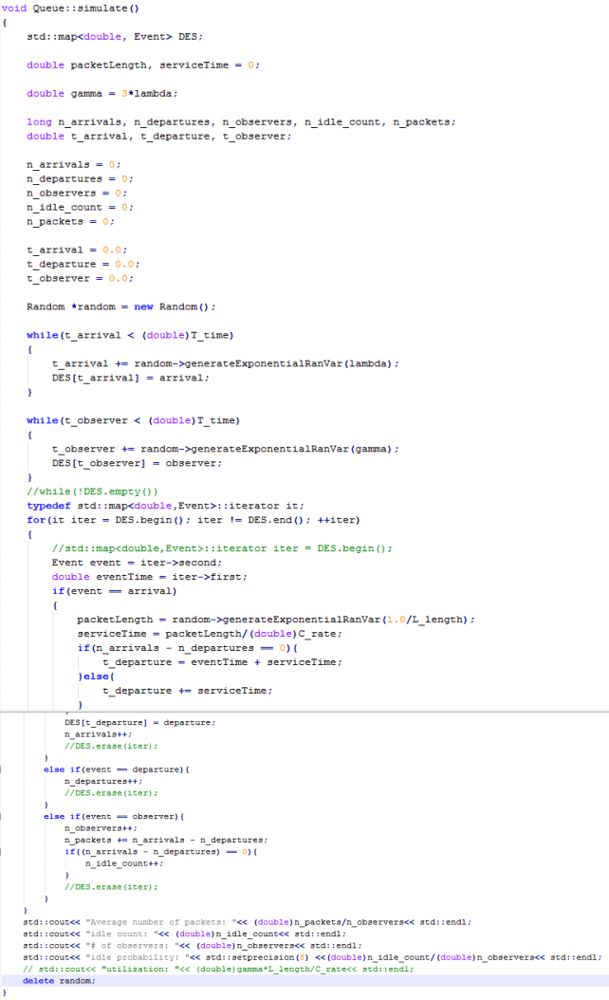 void Queue::simulate()
{
    std::map<double, Event> DES;

    double packetLength, serviceTime = 0;

    double gamma = 3*lambda;

    long n_arrivals, n_departures, n_observers, n_idle_count, n_packets;
    double t_arrival, t_departure, t_observer;

    n_arrivals = 0;
    n_departures = 0;
    n_observers = 0;
    n_idle_count = 0;
    n_packets = 0;

    t_arrival = 0.0;
    t_departure = 0.0;
    t_observer = 0.0;

    Random *random = new Random();

    while(t_arrival < (double)T_time)
    {
        t_arrival += random->generateExponentialRanVar(lambda);
        DES[t_arrival] = arrival;
    }

    while(t_observer < (double)T_time)
    {
        t_observer += random->generateExponentialRanVar(gamma);
        DES[t_observer] = observer;
    }
    //while(!DES.empty())
    typedef std::map<double,Event>::iterator it;
    for(it iter = DES.begin(); iter != DES.end(); ++iter)
    {
        //std::map<double,Event>::iterator iter = DES.begin();
        Event event = iter->second;
        double eventTime = iter->first;
        if(event == arrival)
        {
            packetLength = random->generateExponentialRanVar(1.0/L_length);
            serviceTime = packetLength/(double)C_rate;
            if(n_arrivals - n_departures == 0){
                t_departure = eventTime + serviceTime;
            }else{
                t_departure += serviceTime;
            }
            DES[t_departure] = departure;
            n_arrivals++;
            //DES.erase(iter);
        }
        else if(event == departure){
            n_departures++;
            //DES.erase(iter);
        }
        else if(event == observer){
            n_observers++;
            n_packets += n_arrivals - n_departures;
            if((n_arrivals - n_departures) == 0){
                n_idle_count++;
            }
            //DES.erase(iter);
        }
    }
    std::cout<< "Average number of packets: "<< (double)n_packets/n_observers<< std::endl;
    std::cout<< "idle count: "<< (double)n_idle_count<< std::endl;
    std::cout<< "# of observers: "<< (double)n_observers<< std::endl;
    std::cout<< "idle probability: "<< std::setprecision(8) <<(double)n_idle_count/(double)n_observers<< std::endl;
    // std::cout<< "utilization: "<< (double)gamma*L_length/C_rate<< std::endl;
    delete random;
}